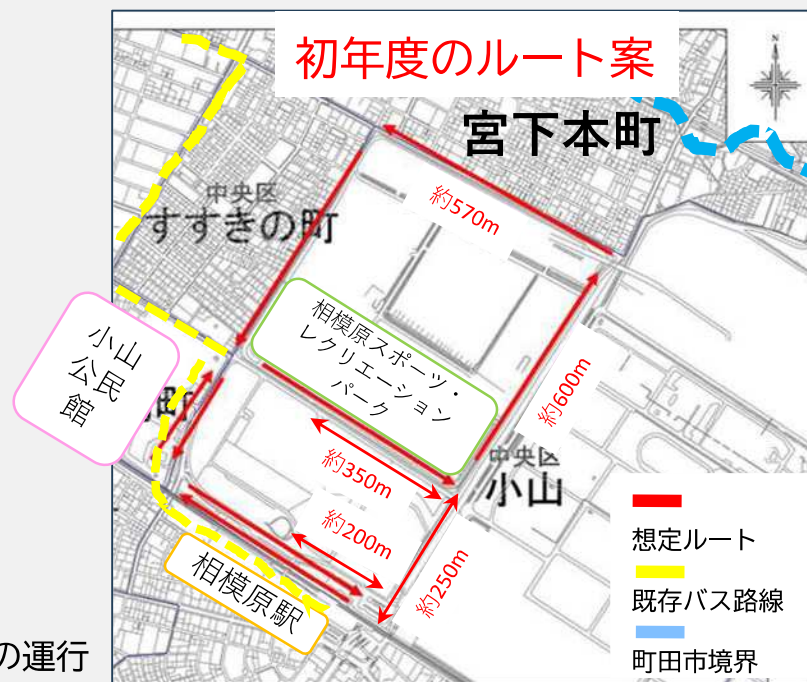 初年度のルート案
N
宮下本町
中央区
すすきの町
約570m
相模原スポーツ・
レクリエーション
パーク
小山
公民
館
町
約600m
約350m
中央区
小山
約200m
約250m
相模原駅
想定ルート
既存バス路線
町田市境界
の運行